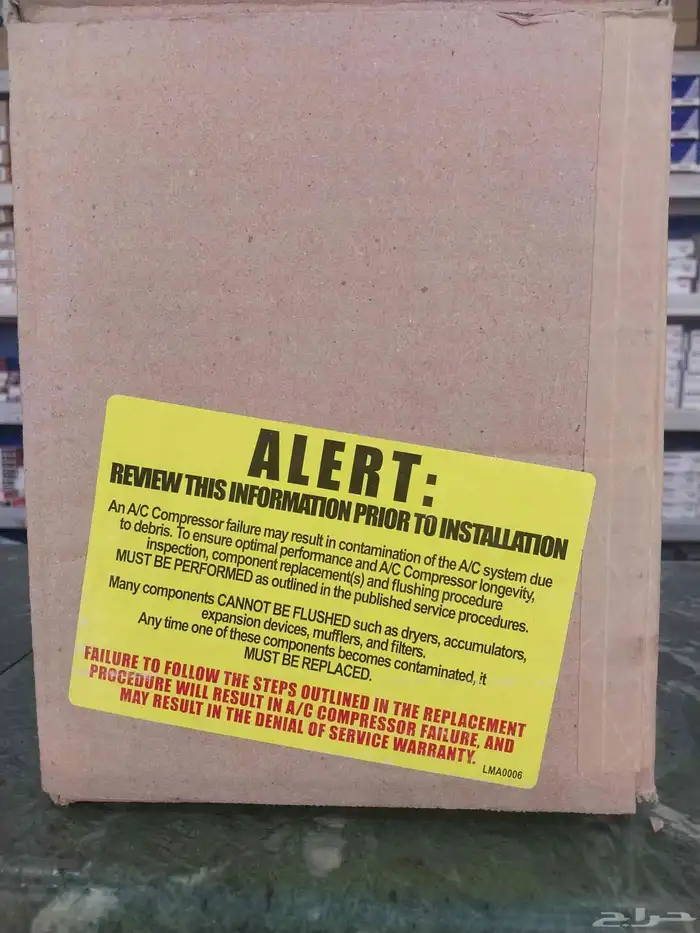 ALERT:
REVIEW THIS INFORMATION PRIOR TO INSTALLATION
An A/C Compressor failure may result in contamination of the A/C system due
to debris. To ensure optimal performance and A/C Compressor longevity,
inspection, component replacement(s) and flushing procedure
MUST BE PERFORMED as outlined in the published service procedures.
Many components CANNOT BE FLUSHED such as dryers, accumulators,
expansion devices, mufflers, and filters.
Any time one of these components becomes contaminated, it
MUST BE REPLACED.
FAILURE TO FOLLOW THE STEPS OUTLINED IN THE REPLACEMENT
PROCEDURE WILL RESULT IN A/C COMPRESSOR FAILURE, AND
MAY RESULT IN THE DENIAL OF SERVICE WARRANTY.
LMA0006
حراج